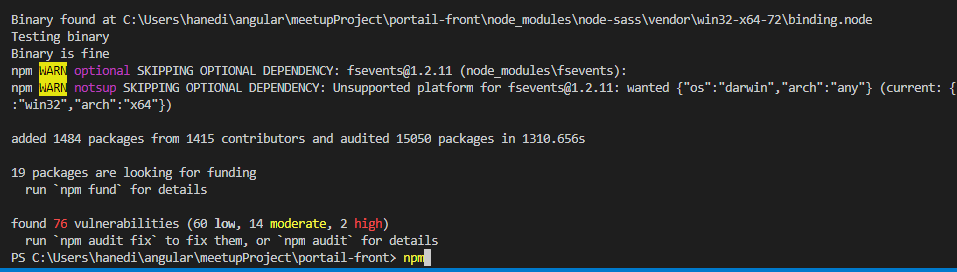 Binary found at C:\Users\hanedi\angular\meetupProject\portail-front\node_modules\node-sass\vendor\win32-x64-72\binding.node
Testing binary
Binary is fine
npm WARN optional SKIPPING OPTIONAL DEPENDENCY: fsevents@1.2.11 (node_modules\fsevents):
npm WARN notsup SKIPPING OPTIONAL DEPENDENCY: Unsupported platform for fsevents@1.2.11: wanted {"os":"darwin","arch":"any"} (current: {
:"win32","arch":"x64"})
added 1484 packages from 1415 contributors and audited 15050 packages in 1310.656s
19 packages are looking for funding
run `npm fund` for details
found 76 vulnerabilities (60 low, 14 moderate, 2 high)
run `npm audit fix` to fix them, or `npm audit` for details
PS C:\Users\hanedi\angular\meetupProject\portail-front> npm